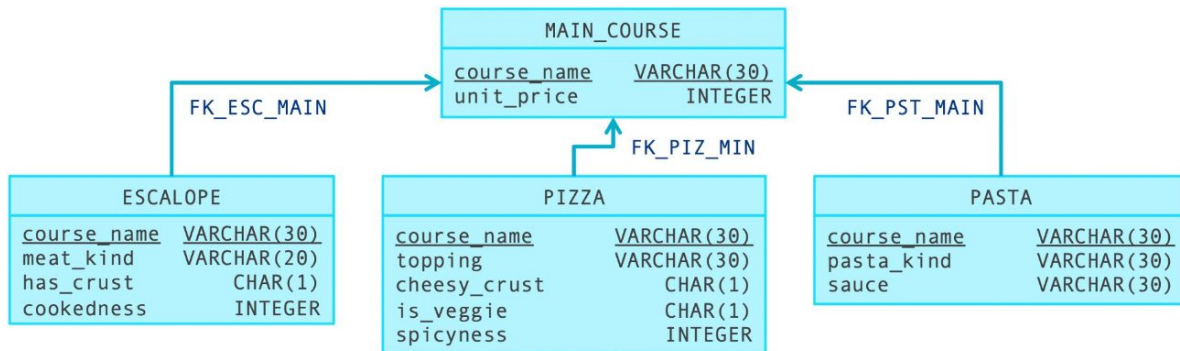 MAIN_COURSE
course_name VARCHAR(30)
unit_price INTEGER
FK_ESC_MAIN
FK_PIZ_MIN
FK_PST_MAIN
ESCALOPE
course_name VARCHAR(30)
meat_kind VARCHAR(20)
has_crust CHAR(1)
cookedness INTEGER
PIZZA
course_name VARCHAR(30)
topping VARCHAR(30)
cheesy_crust CHAR(1)
is_veggie CHAR(1)
spicyness INTEGER
PASTA
course_name VARCHAR(30)
pasta_kind VARCHAR(30)
sauce VARCHAR(30)